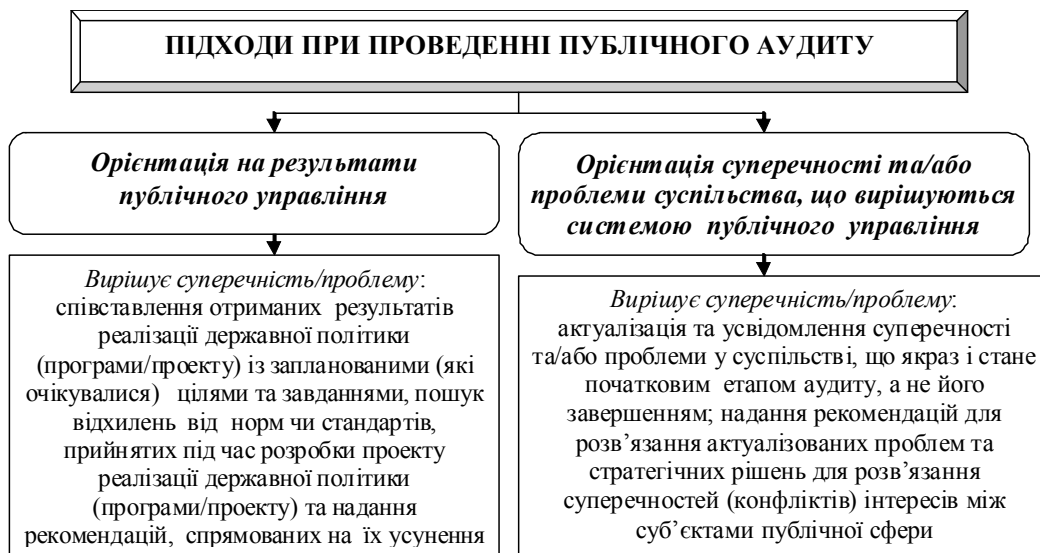 ПІДХОДИ ПРИ ПРОВЕДЕННІ ПУБЛІЧНОГО АУДИТУ
Орієнтація на результати
публічного управління
Вирішує суперечність/проблему:
співставлення отриманих результатів
реалізації державної політики
(програми/проекту) із запланованими (які
очікувалися) цілями та завданнями, пошук
відхилень від норм чи стандартів,
прийнятих під час розробки проекту
реалізації державної політики
(програми/проекту) та надання
рекомендацій, спрямованих на їх усунення
Орієнтація суперечності та/або
проблеми суспільства, що вирішуються
системою публічного управління
Вирішує суперечність/проблему:
актуалізація та усвідомлення суперечності
та/або проблеми у суспільстві, що якраз і стане
початковим етапом аудиту, а не його
завершенням; надання рекомендацій для
розв’язання актуалізованих проблем та
стратегічних рішень для розв’язання
суперечностей (конфліктів) інтересів між
суб’єктами публічної сфери